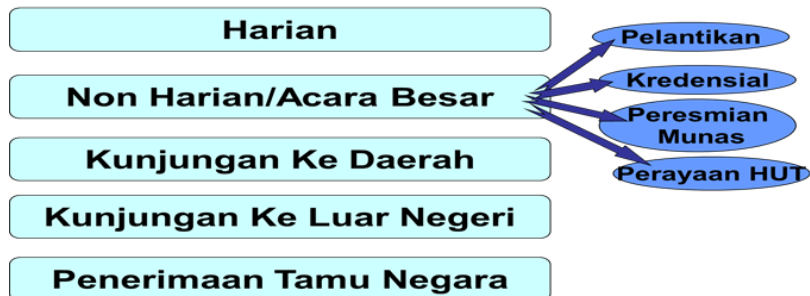 Harian
Non Harian/Acara Besar
Kunjungan Ke Daerah
Kunjungan Ke Luar Negeri
Penerimaan Tamu Negara
Pelantikan
Kredensial
Peresmian
Munas
Perayaan HUT